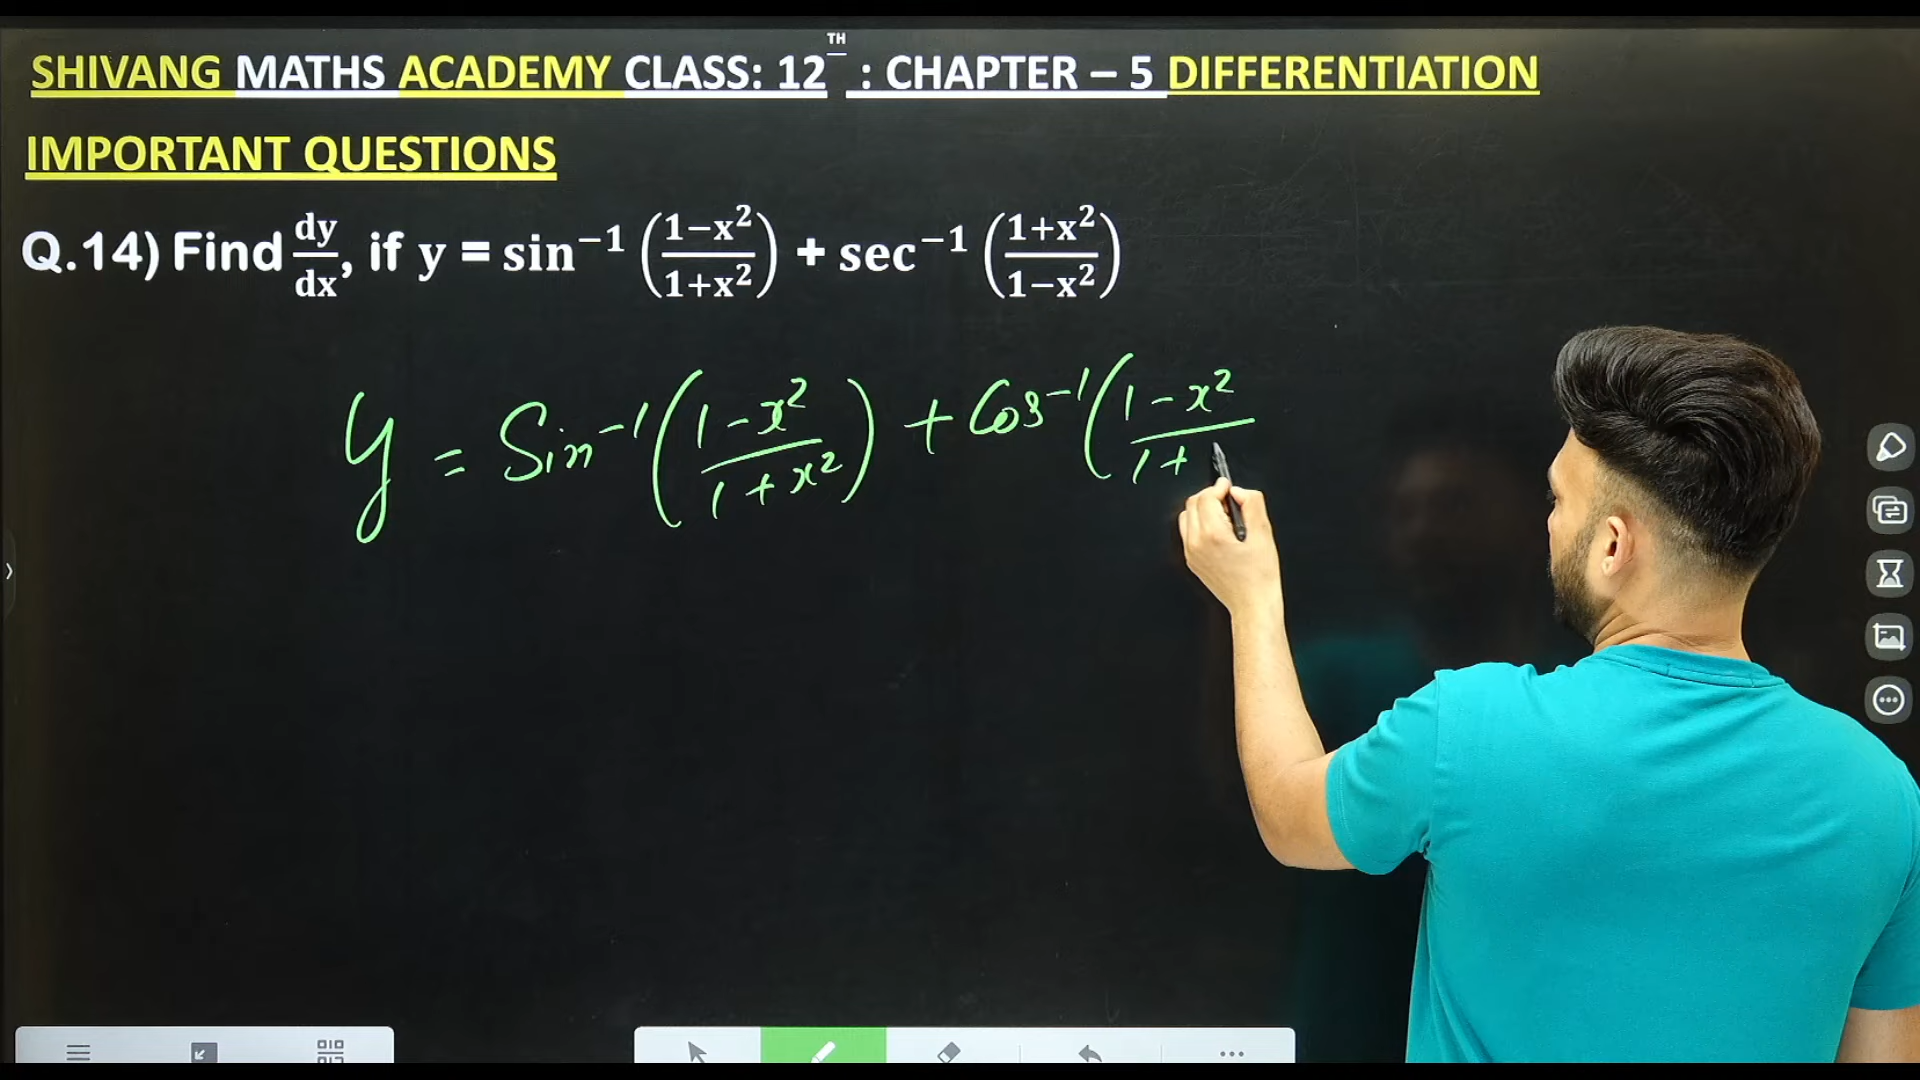 SHIVANG MATHS ACADEMY CLASS: 12TH : CHAPTER – 5 DIFFERENTIATION
IMPORTANT QUESTIONS
Q.14) Find dy/dx, if y = sin⁻¹ ((1−x²)/(1+x²)) + sec⁻¹ ((1+x²)/(1−x²))
y = Sin⁻¹ ((1 − x²)/(1 + x²)) + Cos⁻¹ ((1 − x²)/(1 +